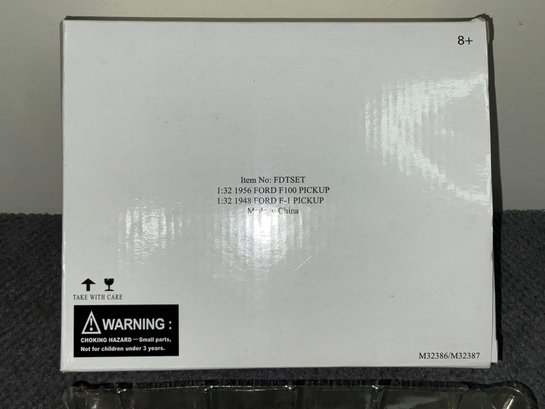 8+
Item No: FDTSET
1:32 1956 FORD F100 PICKUP
1:32 1948 FORD F-1 PICKUP
China
TAKE WITH CARE
WARNING :
CHOKING HAZARD — Small parts,
Not for children under 3 years.
M32386/M32387